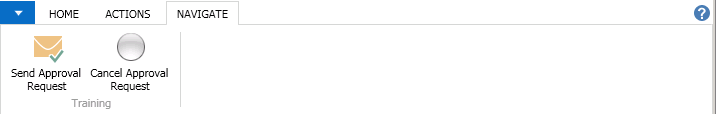 HOME ACTIONS NAVIGATE ?
Send Approval Request
Cancel Approval Request
Training